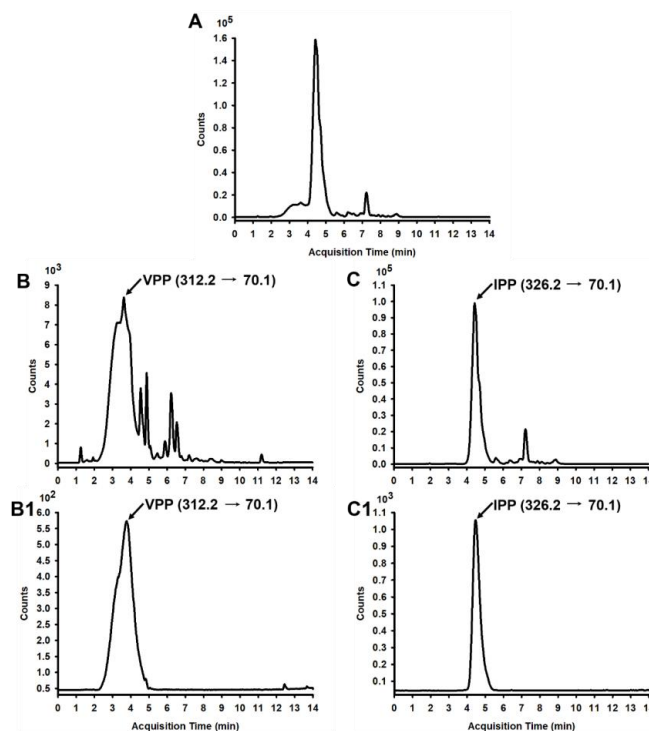 A
10⁵
1.6
1.4
1.2
1.0
0.8
0.6
0.4
0.2
0.0
Counts
0 1 2 3 4 5 6 7 8 9 10 11 12 13 14
Acquisition Time (min)
B
10³
VPP (312.2 → 70.1)
9
8
7
6
5
4
3
2
1
0
Counts
0 1 2 3 4 5 6 7 8 9 10 11 12 13 14
C
10⁵
IPP (326.2 → 70.1)
1.1
1.0
0.9
0.8
0.7
0.6
0.5
0.4
0.3
0.2
0.1
0.0
Counts
0 1 2 3 4 5 6 7 8 9 10 11 12 13 14
B1
10²
VPP (312.2 → 70.1)
6.0
5.5
5.0
4.5
4.0
3.5
3.0
2.5
2.0
1.5
1.0
0.5
Counts
0 1 2 3 4 5 6 7 8 9 10 11 12 13 14
Acquisition Time (min)
C1
10³
IPP (326.2 → 70.1)
1.1
1.0
0.9
0.8
0.7
0.6
0.5
0.4
0.3
0.2
0.1
Counts
0 1 2 3 4 5 6 7 8 9 10 11 12 13 14
Acquisition Time (min)